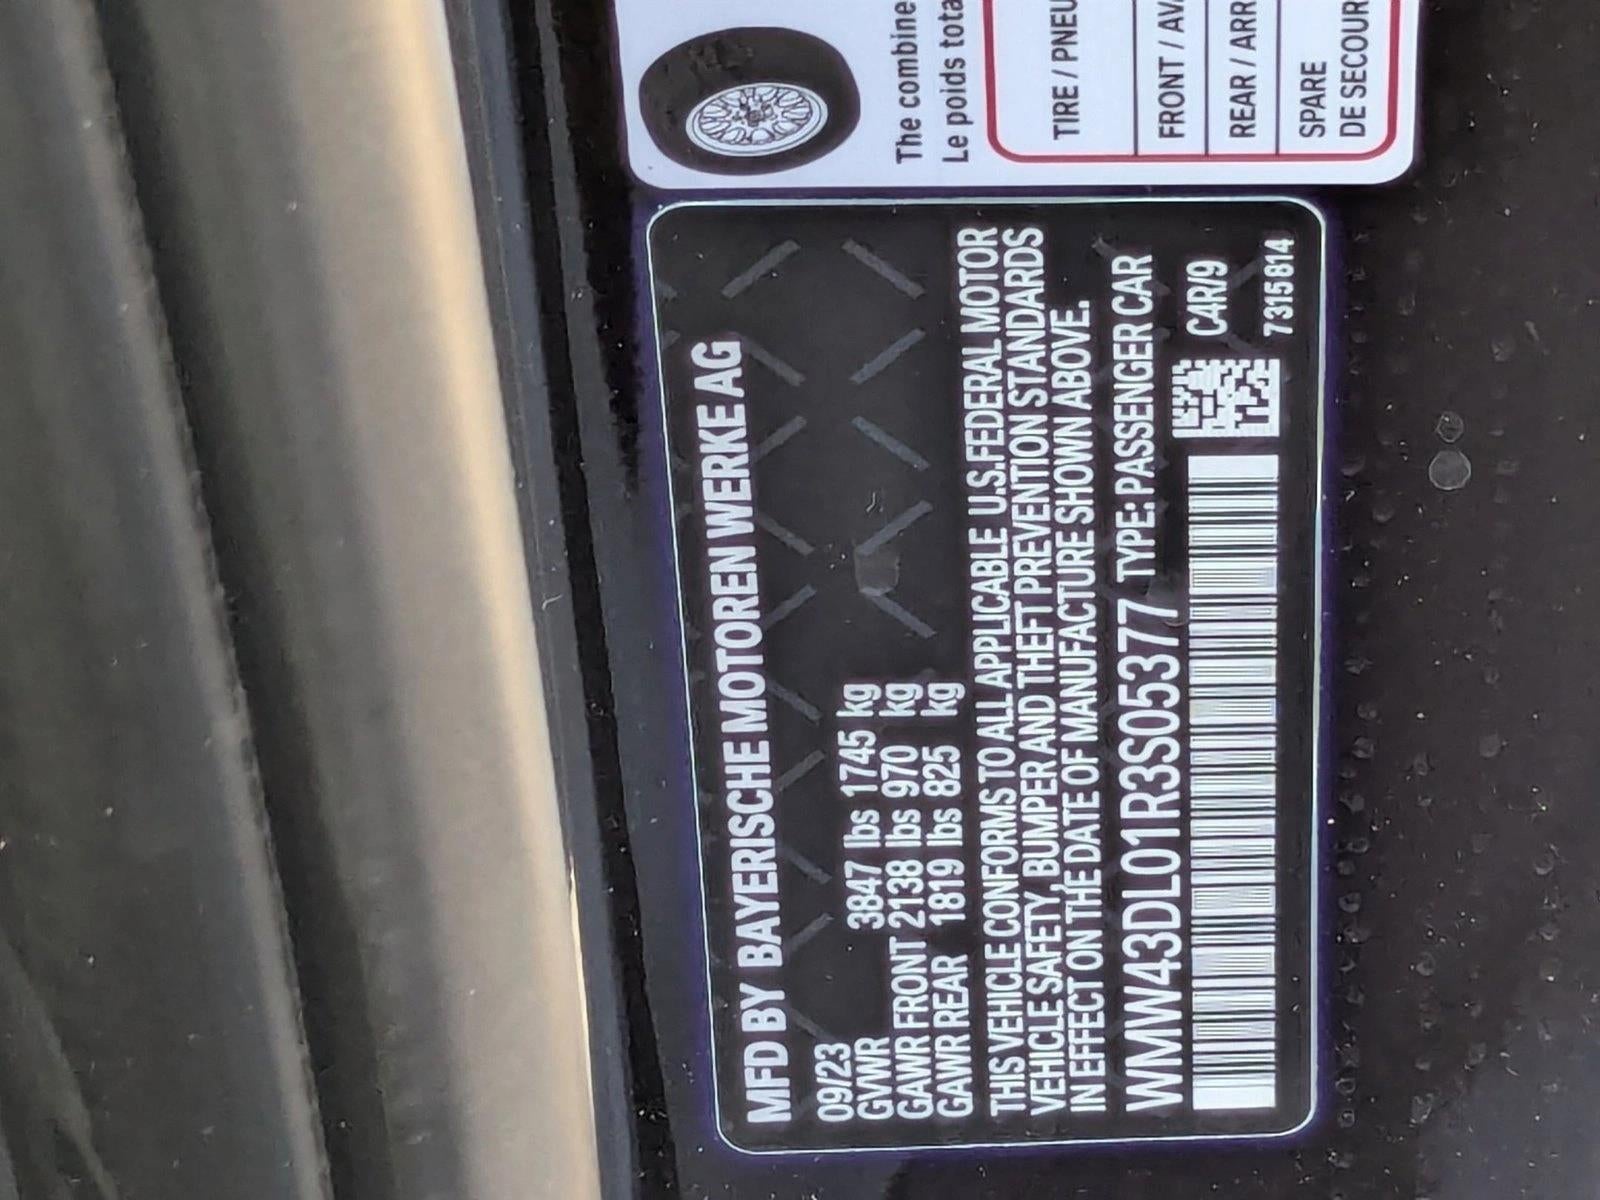 MFD BY BAYERISCHE MOTOREN WERKE AG
09/23
GVWR 3847 lbs 1745 kg
GAWR FRONT 2138 lbs 970 kg
GAWR REAR 1819 lbs 825 kg
THIS VEHICLE CONFORMS TO ALL APPLICABLE U.S.FEDERAL MOTOR
VEHICLE SAFETY, BUMPER AND THEFT PREVENTION STANDARDS
IN EFFECT ON THE DATE OF MANUFACTURE SHOWN ABOVE.
WMW43DL01R3S05377 TYPE: PASSENGER CAR
C4R/9
7315814
The combine
Le poids tota
TIRE / PNEU
FRONT / AVA
REAR / ARR
SPARE
DE SECOUR